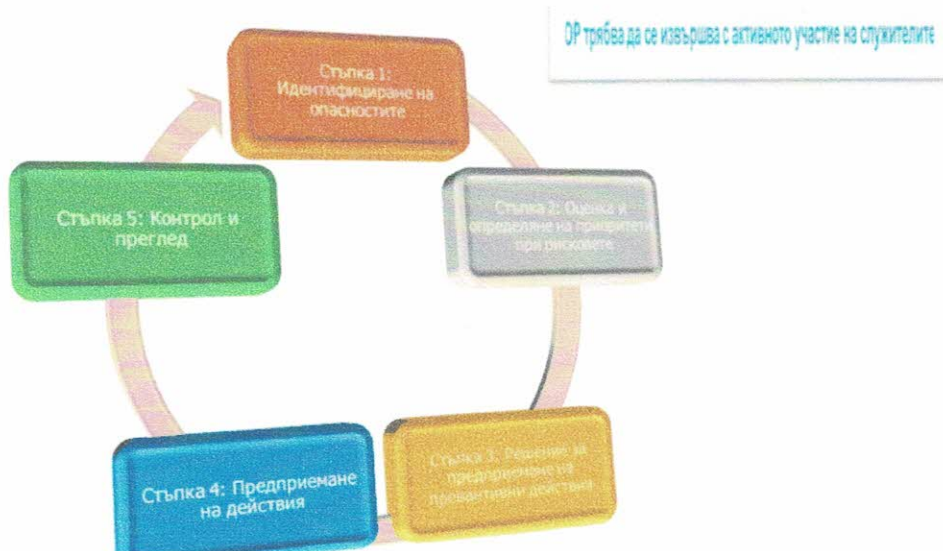 ОР трябва да се извършва с активното участие на служителите
Стъпка 1:
Идентифициране на
опасностите
Стъпка 2: Оценка и
определяне на приоритети
при рисковете
Стъпка 3. Решение за
предприемане на
превантивни действия
Стъпка 4: Предприемане
на действия
Стъпка 5: Контрол и
преглед